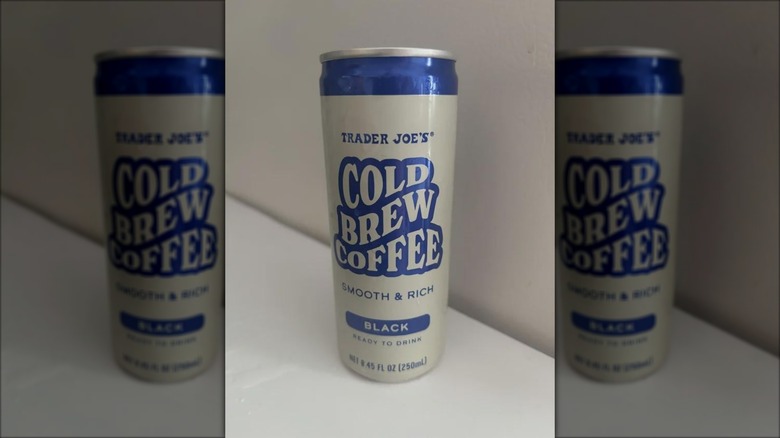 TRADER JOE'S®
COLD
BREW
COFFEE
SMOOTH & RICH
BLACK
READY TO DRINK
NET 8.45 FL OZ (250mL)